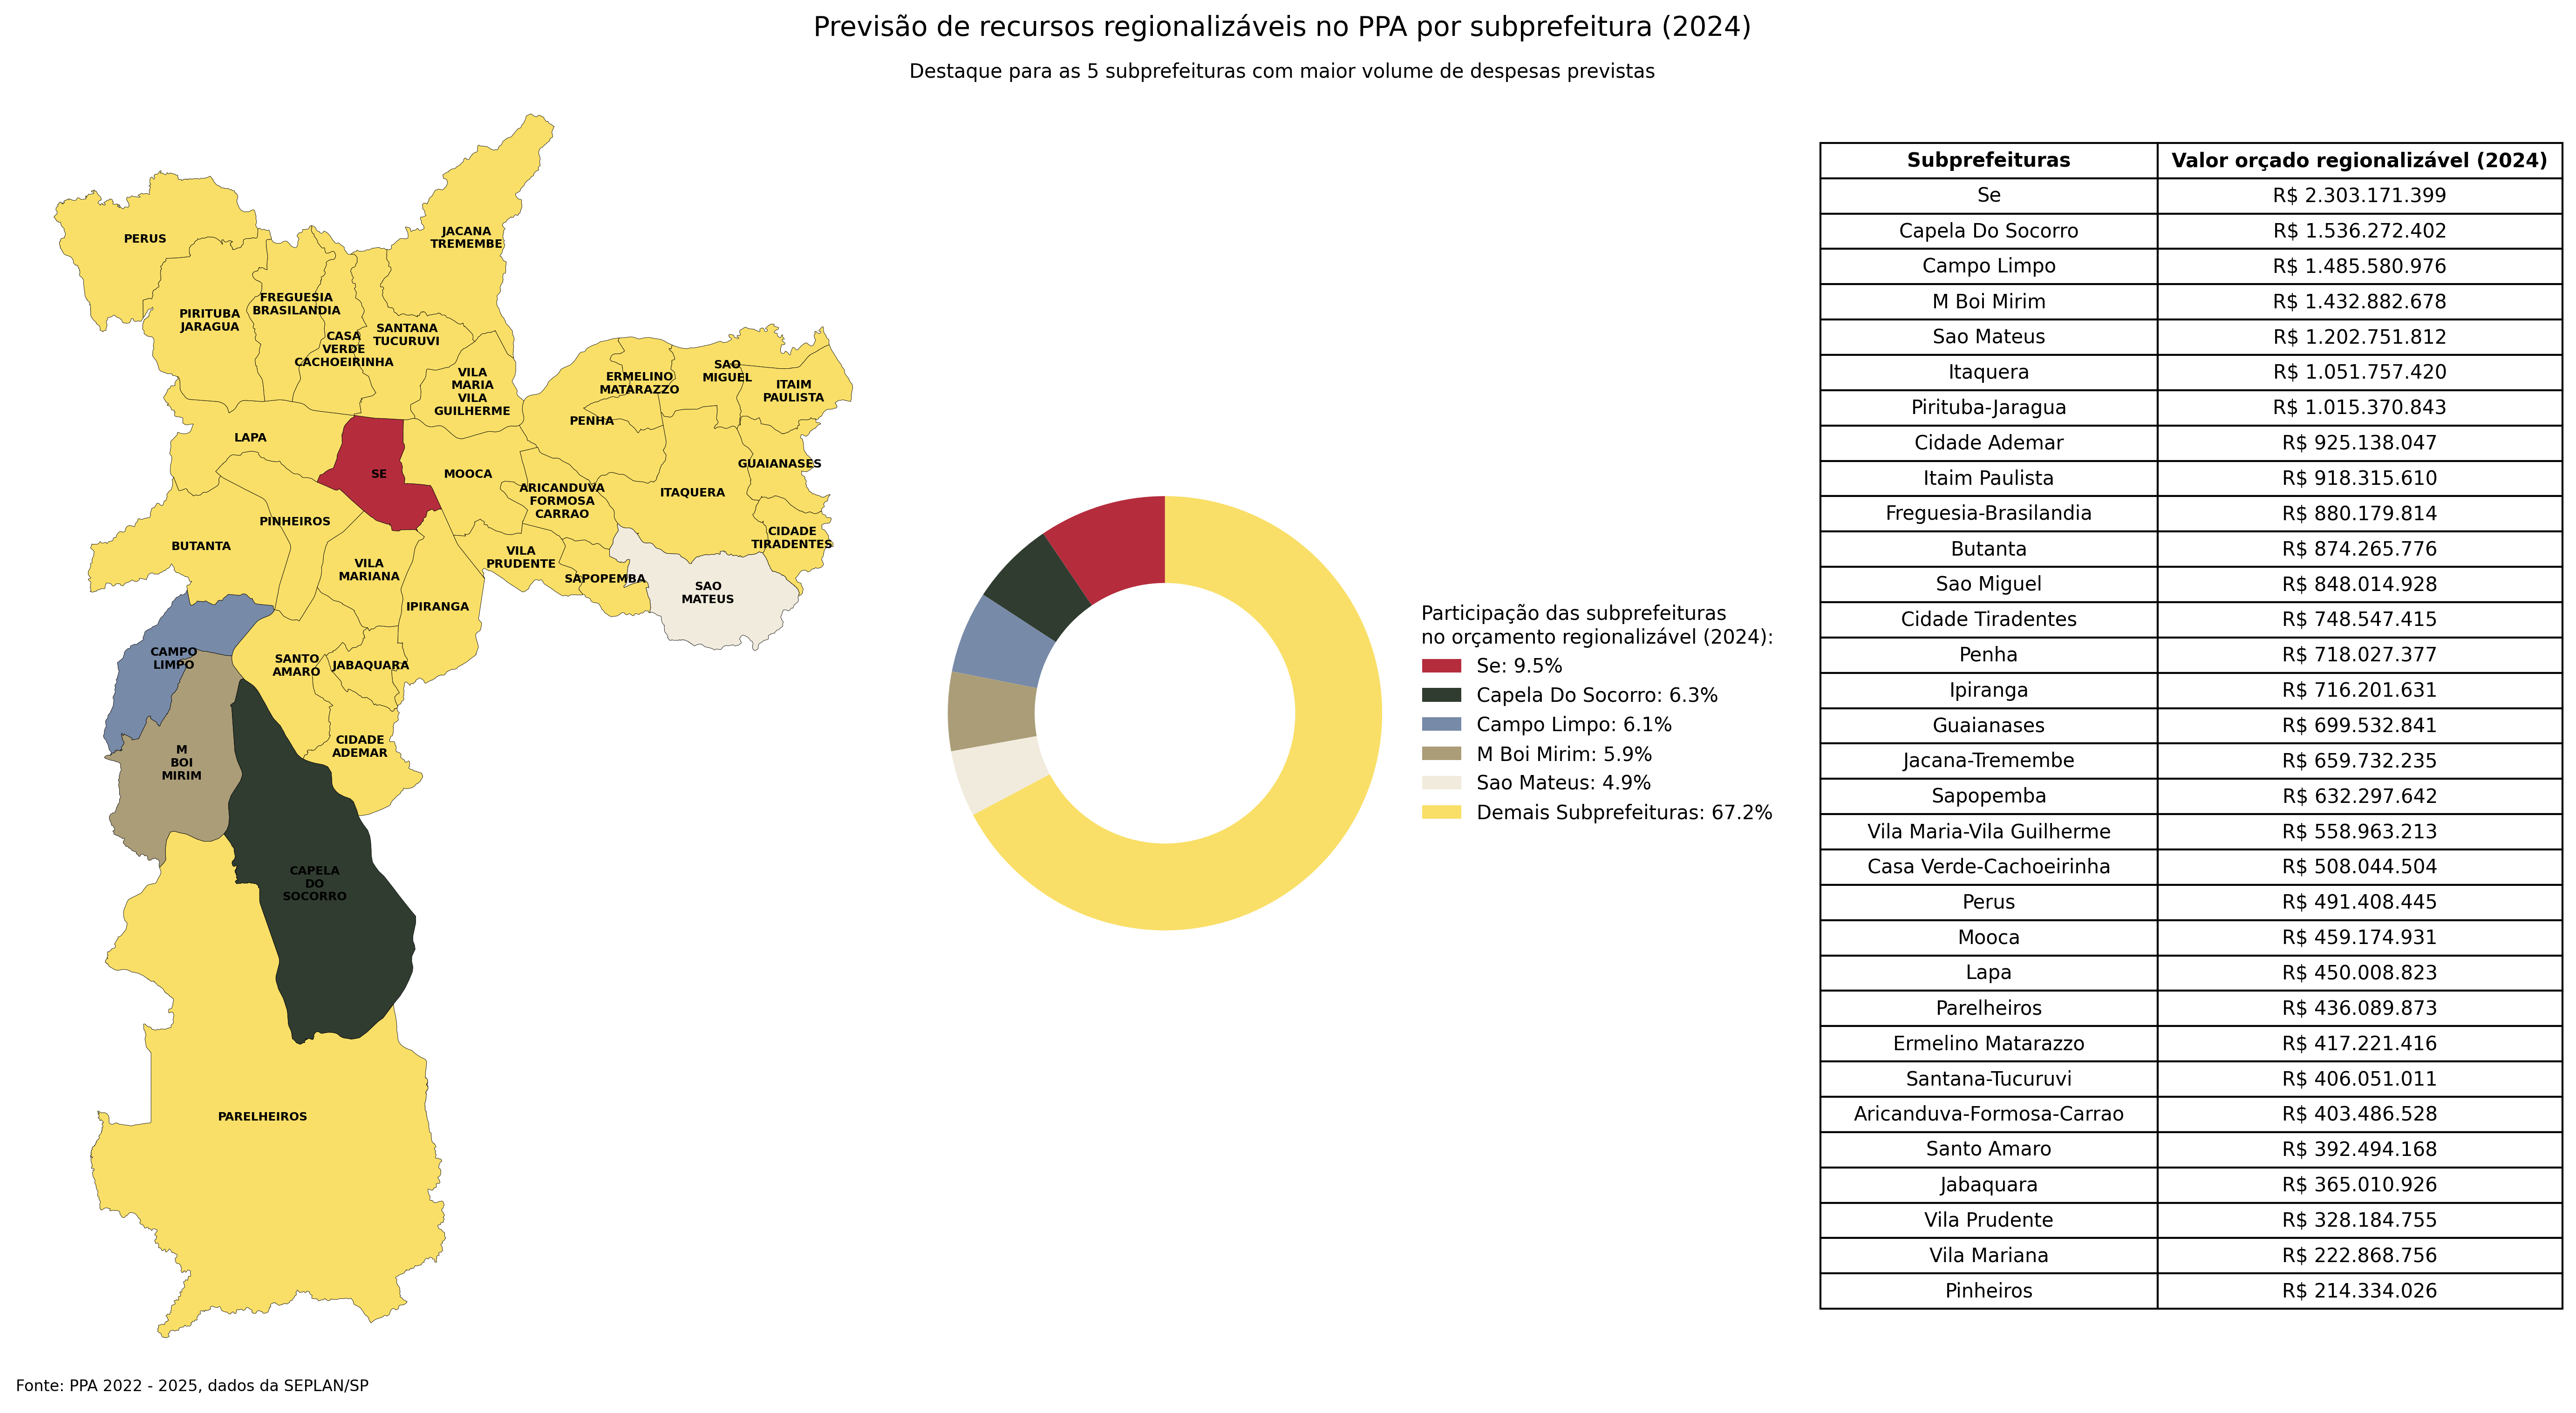 Previsão de recursos regionalizáveis no PPA por subprefeitura (2024)
Destaque para as 5 subprefeituras com maior volume de despesas previstas
PERUS
JACANA
TREMEMBE
PIRITUBA
JARAGUA
FREGUESIA
BRASILANDIA
CASA
VERDE
CACHOEIRINHA
SANTANA
TUCURUVI
VILA
MARIA
VILA
GUILHERME
ERMELINO
MATARAZZO
SAO
MIGUEL
ITAIM
PAULISTA
PENHA
LAPA
SE
MOOCA
GUAIANASES
ARICANDUVA
FORMOSA
CARRAO
ITAQUERA
PINHEIROS
BUTANTA
VILA
MARIANA
VILA
PRUDENTE
CIDADE
TIRADENTES
SAPOPEMBA
SAO
MATEUS
IPIRANGA
CAMPO
LIMPO
SANTO
AMARO
JABAQUARA
M
BOI
MIRIM
CIDADE
ADEMAR
CAPELA
DO
SOCORRO
PARELHEIROS
Participação das subprefeituras
no orçamento regionalizável (2024):
Se: 9.5%
Capela Do Socorro: 6.3%
Campo Limpo: 6.1%
M Boi Mirim: 5.9%
Sao Mateus: 4.9%
Demais Subprefeituras: 67.2%
Subprefeituras Valor orçado regionalizável (2024)
Se R$ 2.303.171.399
Capela Do Socorro R$ 1.536.272.402
Campo Limpo R$ 1.485.580.976
M Boi Mirim R$ 1.432.882.678
Sao Mateus R$ 1.202.751.812
Itaquera R$ 1.051.757.420
Pirituba-Jaragua R$ 1.015.370.843
Cidade Ademar R$ 925.138.047
Itaim Paulista R$ 918.315.610
Freguesia-Brasilandia R$ 880.179.814
Butanta R$ 874.265.776
Sao Miguel R$ 848.014.928
Cidade Tiradentes R$ 748.547.415
Penha R$ 718.027.377
Ipiranga R$ 716.201.631
Guaianases R$ 699.532.841
Jacana-Tremembe R$ 659.732.235
Sapopemba R$ 632.297.642
Vila Maria-Vila Guilherme R$ 558.963.213
Casa Verde-Cachoeirinha R$ 508.044.504
Perus R$ 491.408.445
Mooca R$ 459.174.931
Lapa R$ 450.008.823
Parelheiros R$ 436.089.873
Ermelino Matarazzo R$ 417.221.416
Santana-Tucuruvi R$ 406.051.011
Aricanduva-Formosa-Carrao R$ 403.486.528
Santo Amaro R$ 392.494.168
Jabaquara R$ 365.010.926
Vila Prudente R$ 328.184.755
Vila Mariana R$ 222.868.756
Pinheiros R$ 214.334.026
Fonte: PPA 2022 - 2025, dados da SEPLAN/SP